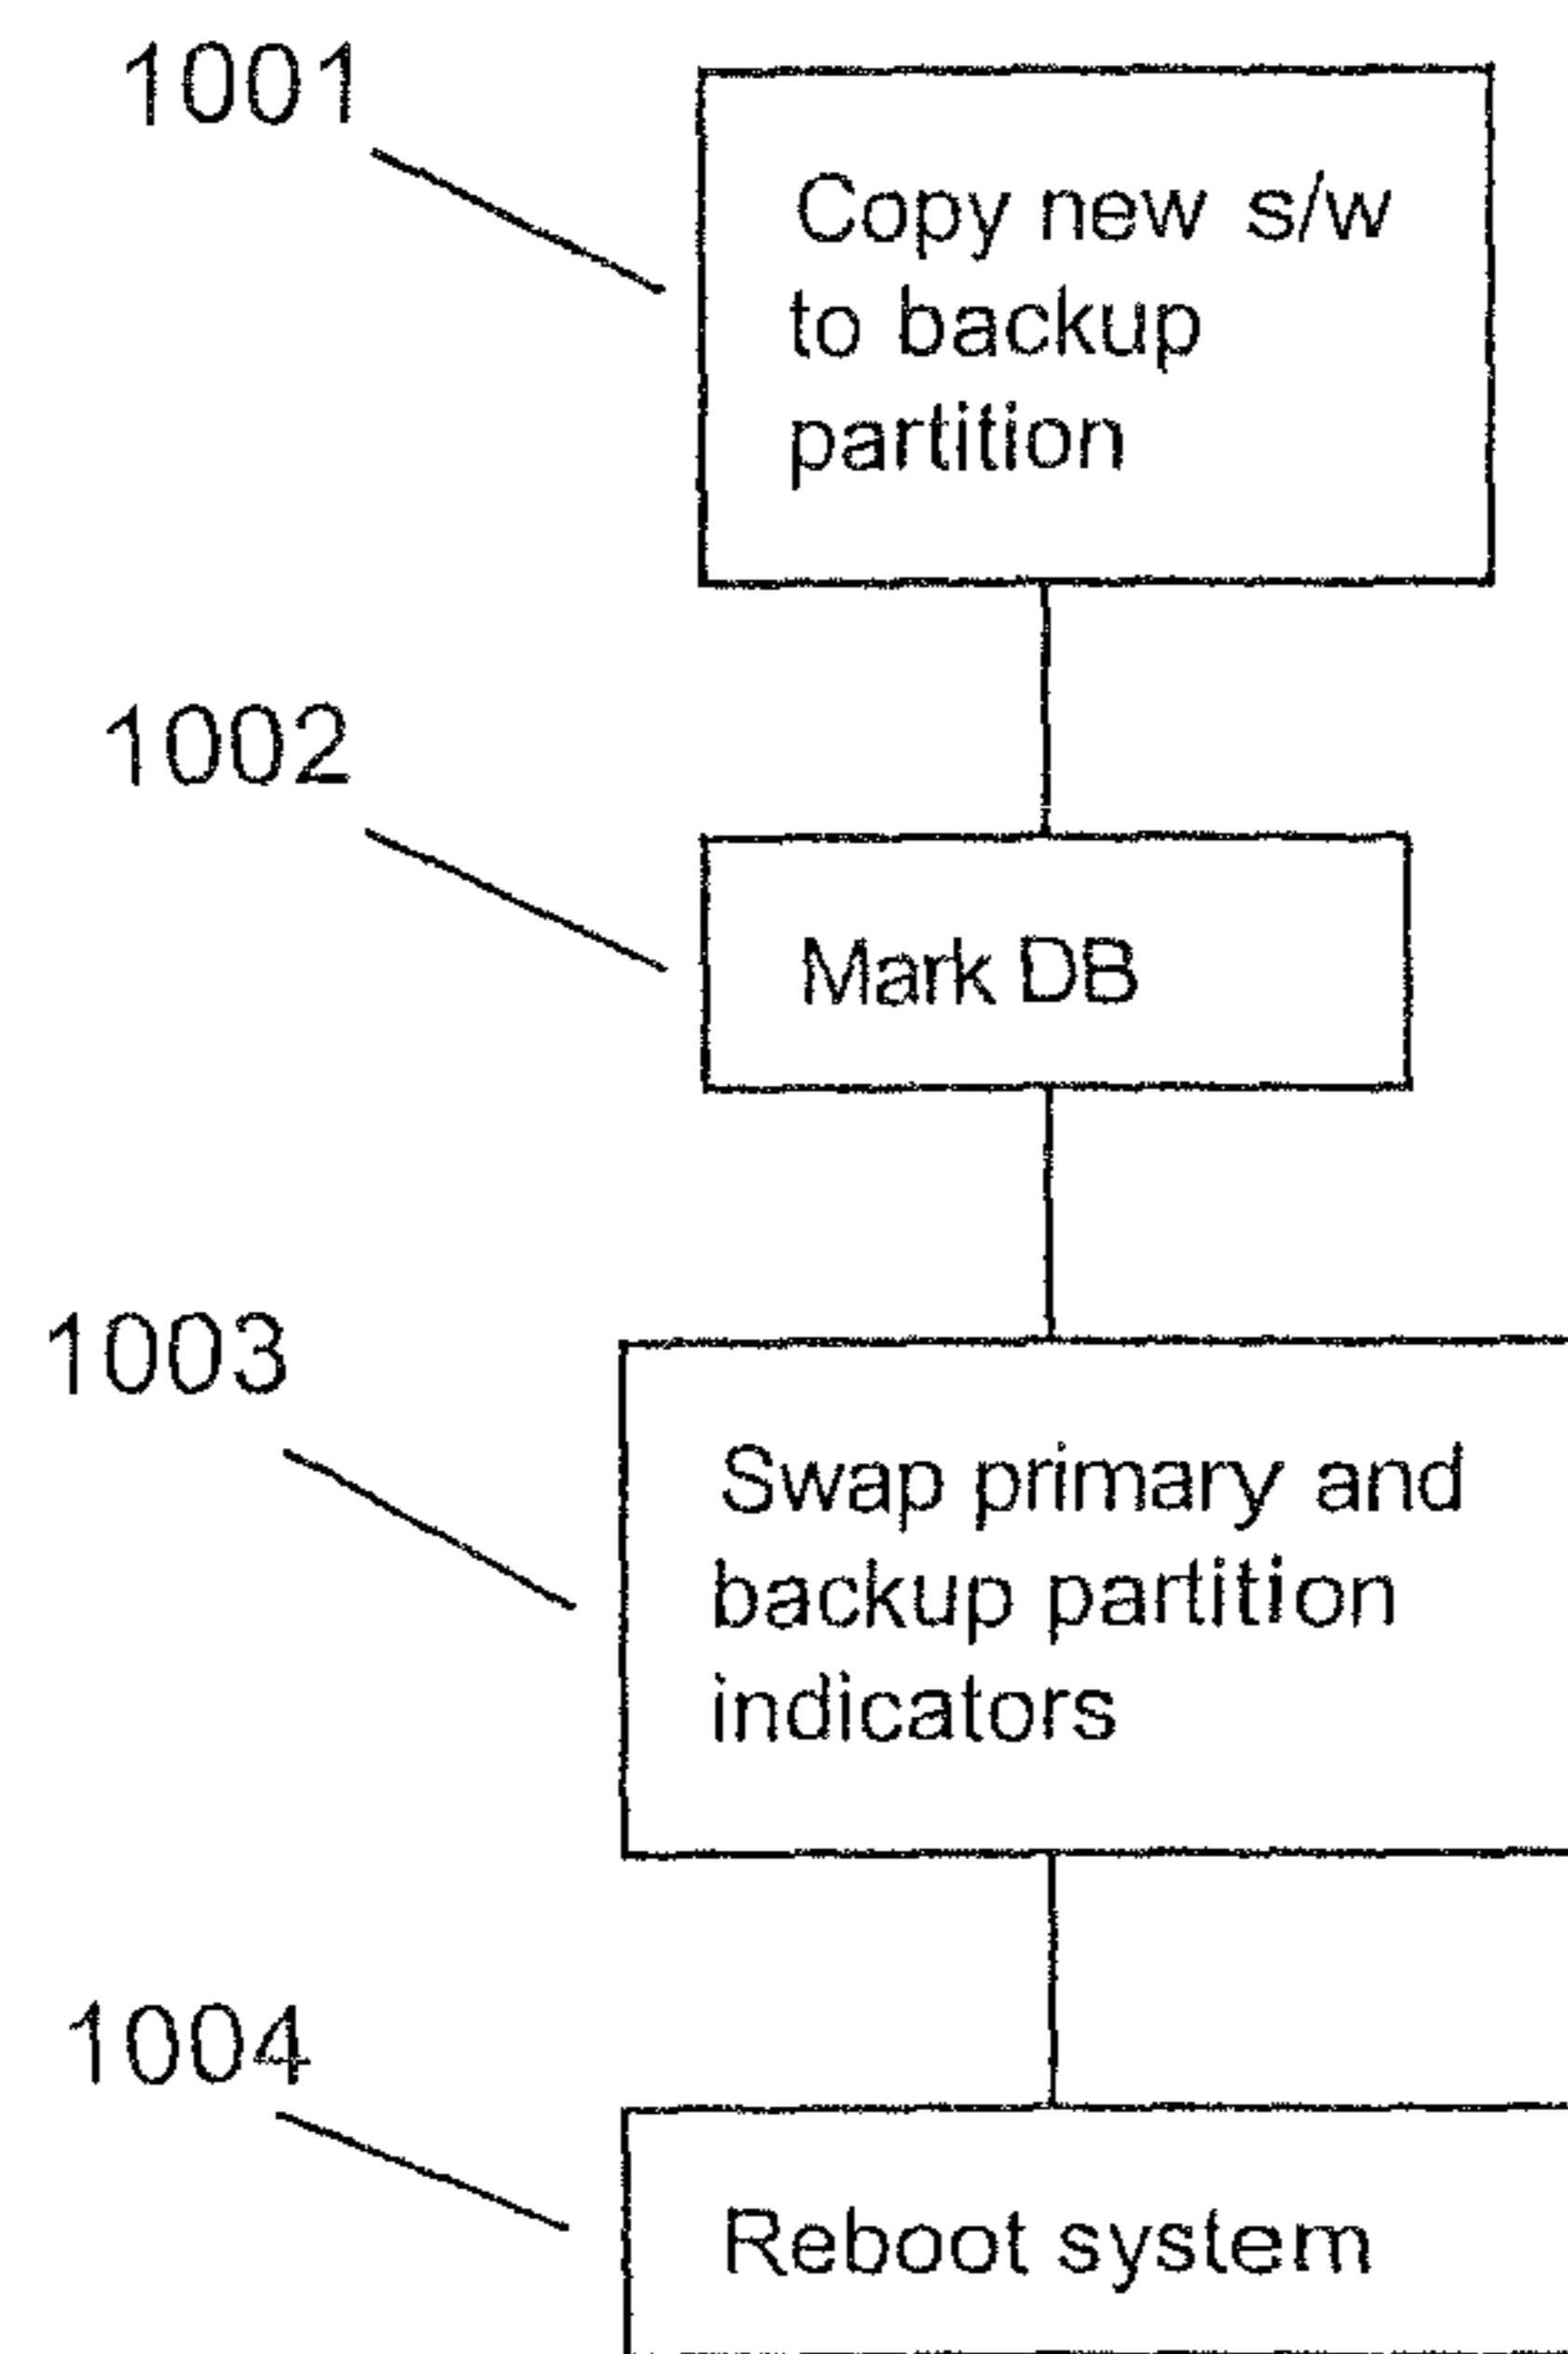 1001
Copy new s/w
to backup
partition
1002
Mark DB
1003
Swap primary and
backup partition
indicators
1004
Reboot system